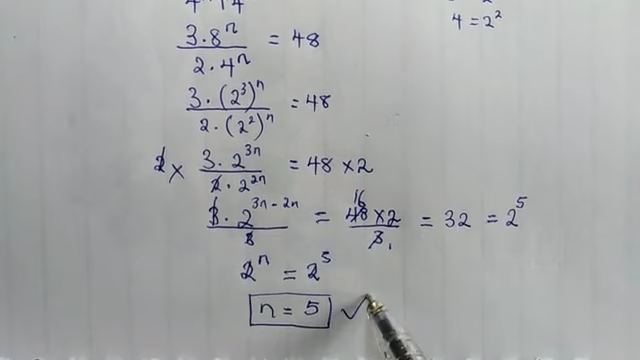 4 = 2²
3·8ⁿ / 2·4ⁿ = 48
3·(2³)ⁿ / 2·(2²)ⁿ = 48
2 × 3·2³ⁿ / 2·2²ⁿ = 48 × 2
3·2³ⁿ⁻²ⁿ / 3 = 48 16 × 2 / 3 1 = 32 = 2⁵
2ⁿ = 2⁵
n = 5 ✓